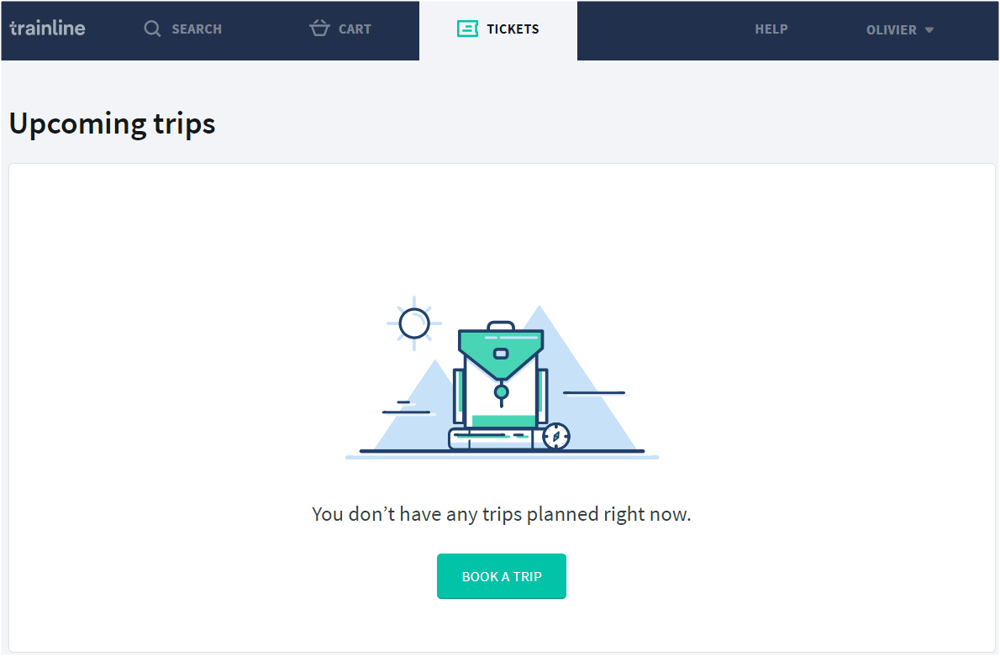 trainline SEARCH CART TICKETS HELP OLIVIER
Upcoming trips
You don’t have any trips planned right now.
BOOK A TRIP